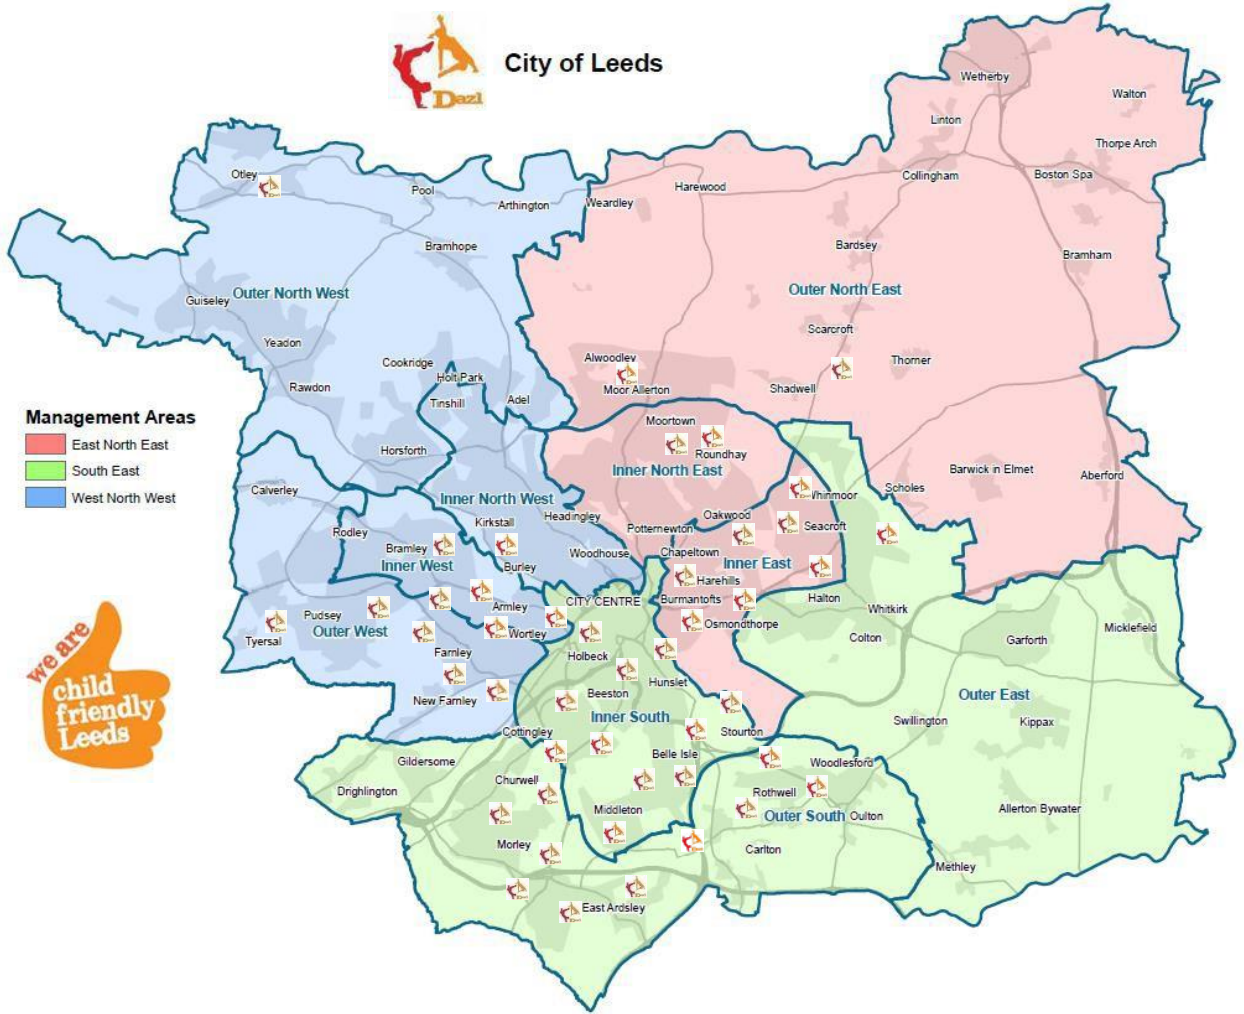 City of Leeds
Dazl
Wetherby
Walton
Linton
Thorpe Arch
Otley
Pool
Harewood
Collingham
Boston Spa
Arthington
Weardley
Bramhope
Bardsey
Bramham
Guiseley
Outer North West
Outer North East
Yeadon
Scarcroft
Cookridge
Alwoodley
Thorner
Holt Park
Rawdon
Moor Allerton
Shadwell
Tinshill
Adel
Management Areas
East North East
South East
West North West
Moortown
Horsforth
Roundhay
Inner North East
Barwick in Elmet
Aberford
Calverley
Inner North West
Whinmoor
Scholes
Headingley
Oakwood
Kirkstall
Potternewton
Seacroft
Rodley
Bramley
Woodhouse
Chapeltown
Inner West
Burley
Inner East
Harehills
CITY CENTRE
Burmantofts
Halton
Armley
Whitkirk
Pudsey
Osmondthorpe
Outer West
Wortley
Colton
Garforth
Micklefield
Tyersal
Farnley
Holbeck
Hunslet
New Farnley
Beeston
Outer East
Inner South
Swillington
Kippax
Cottingley
Stourton
Gildersome
Belle Isle
Woodlesford
Churwell
Drighlington
Rothwell
Middleton
Outer South
Oulton
Allerton Bywater
Morley
Carlton
Methley
East Ardsley
we are
child
friendly
Leeds